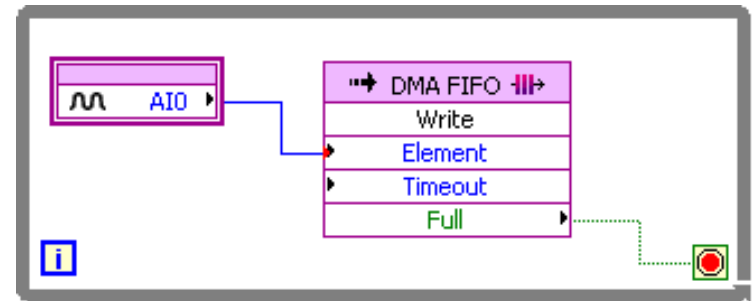 AI0
DMA FIFO
Write
Element
Timeout
Full
i